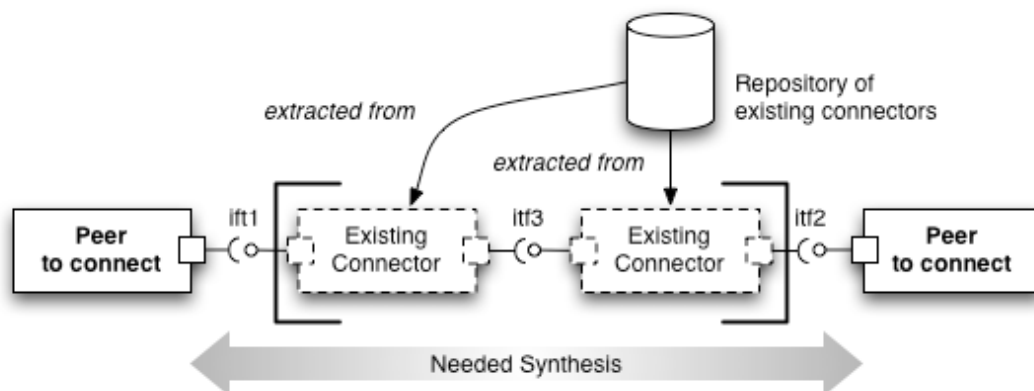 Repository of
existing connectors
extracted from
extracted from
ift1
itf3
itf2
Peer
to connect
Existing
Connector
Existing
Connector
Peer
to connect
Needed Synthesis